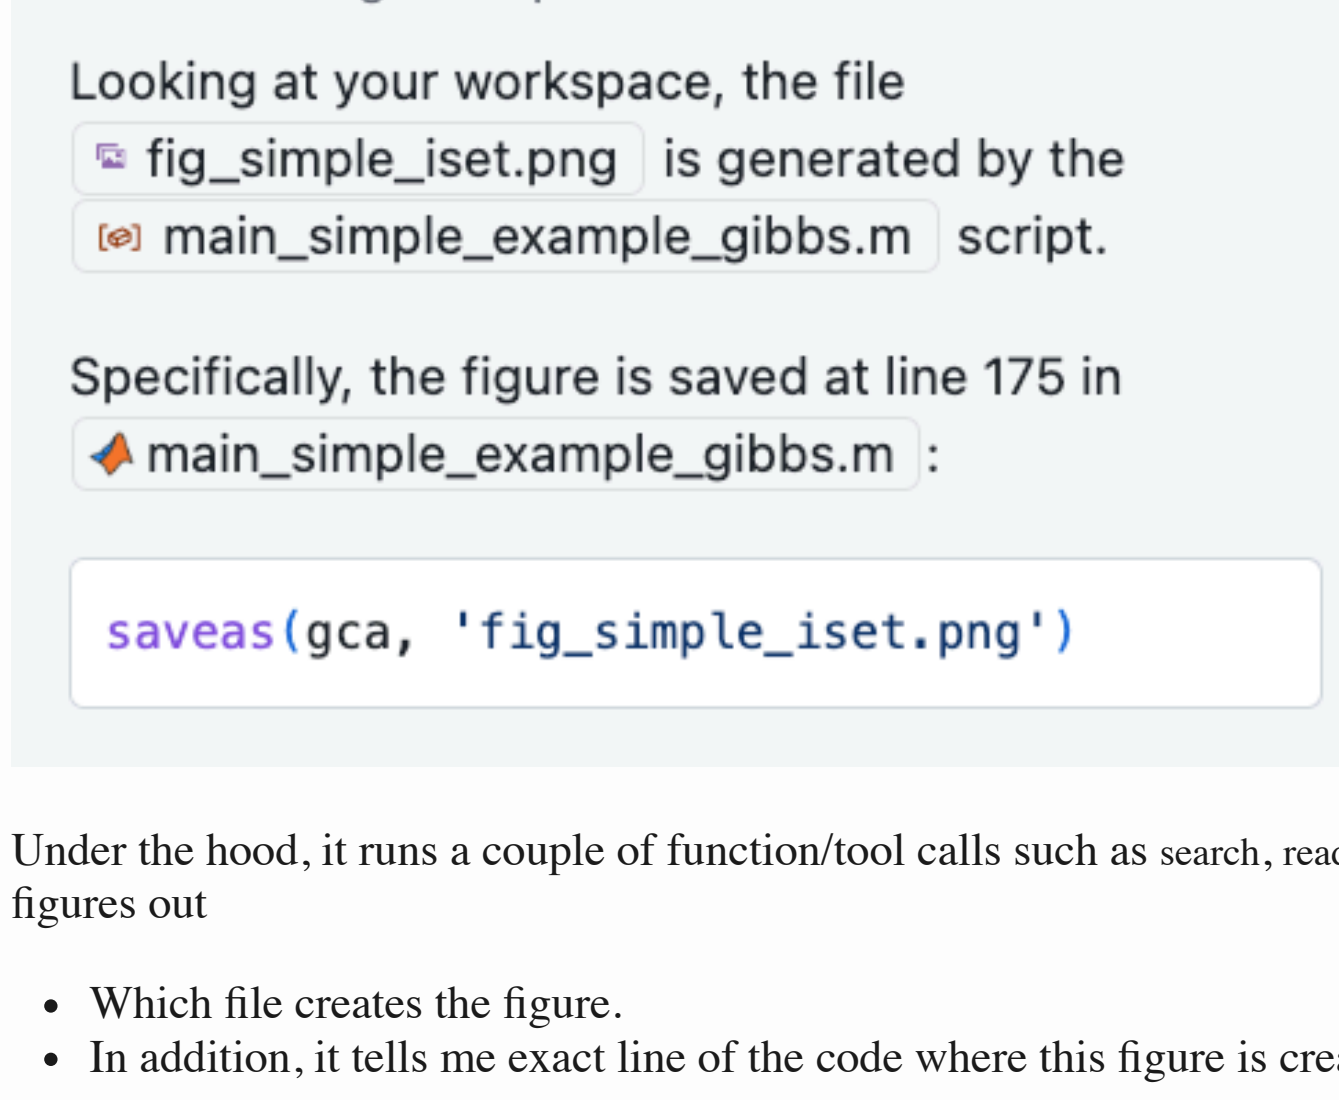 Looking at your workspace, the file
fig_simple_iset.png is generated by the
main_simple_example_gibbs.m script.
Specifically, the figure is saved at line 175 in
main_simple_example_gibbs.m :
saveas(gca, 'fig_simple_iset.png')
Under the hood, it runs a couple of function/tool calls such as search,
figures out
• Which file creates the figure.
• In addition, it tells me exact line of the code where this figure is